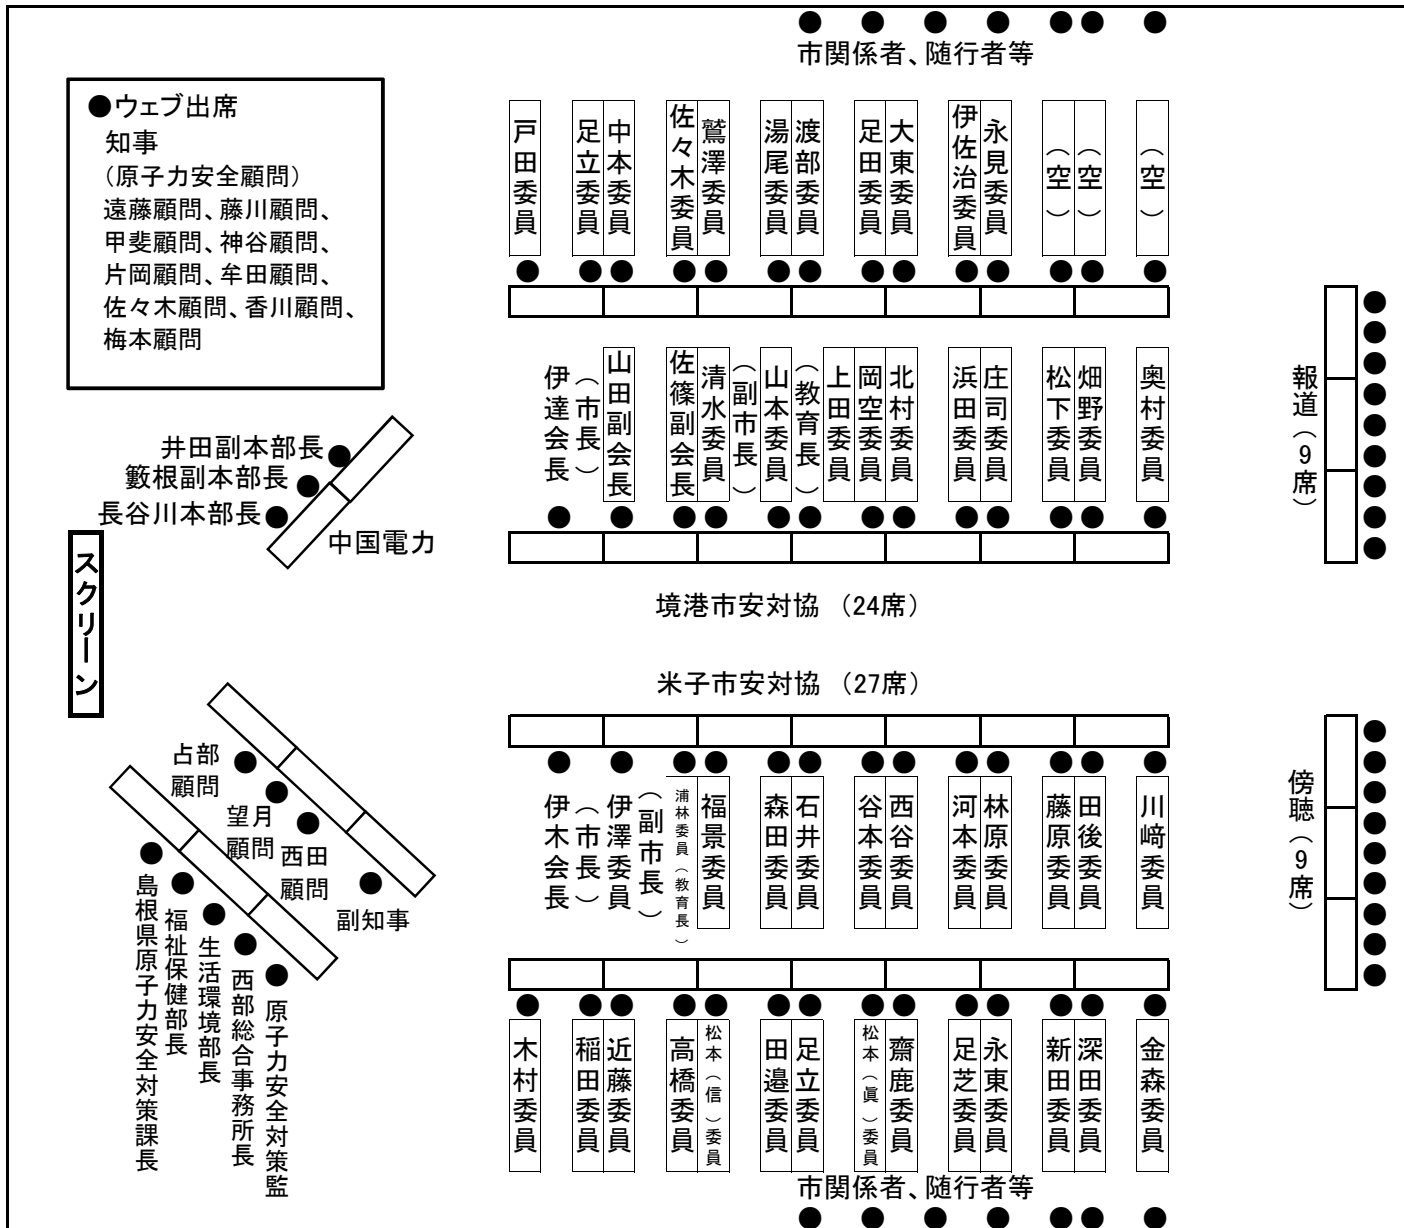 市関係者、随行者等
●ウェブ出席
知事
(原子力安全顧問)
遠藤顧問、藤川顧問、
甲斐顧問、神谷顧問、
片岡顧問、牟田顧問、
佐々木顧問、香川顧問、
梅本顧問
戸田委員
足立委員
中本委員
佐々木委員
鷲澤委員
湯尾委員
渡部委員
足田委員
大東委員
伊佐治委員
永見委員
（空）
（空）
（空）
伊達会長
（市長）
山田副会長
佐篠副会長
清水委員
（副市長）
山本委員
（教育長）
上田委員
岡空委員
北村委員
浜田委員
庄司委員
松下委員
畑野委員
奥村委員
報道（9席）
井田副本部長
籔根副本部長
長谷川本部長
中国電力
スクリーン
境港市安対協 （24席）
米子市安対協 （27席）
占部
顧問
望月
顧問
西田
顧問
副知事
島根県原子力安全対策課長
福祉保健部長
生活環境部長
西部総合事務所長
原子力安全対策監
伊木会長
（市長）
伊澤委員
（副市長）
浦林委員（教育長）
福景委員
森田委員
石井委員
谷本委員
西谷委員
河本委員
林原委員
藤原委員
田後委員
川﨑委員
傍聴（9席）
木村委員
稲田委員
近藤委員
高橋委員
松本（信）委員
田邉委員
足立委員
松本（眞）委員
齋鹿委員
足芝委員
永東委員
新田委員
深田委員
金森委員
市関係者、随行者等